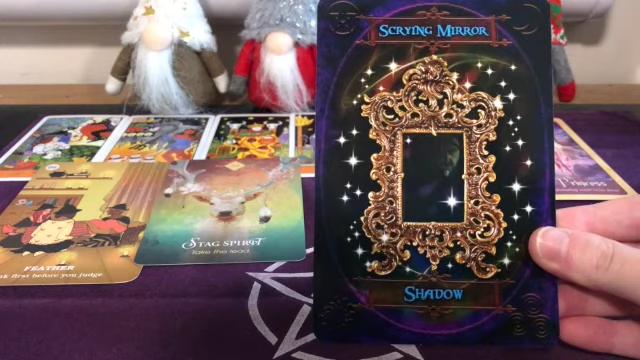 SCRYING MIRROR
SHADOW
STAG SPIRIT
Take the lead
FEATHER
first before you judge